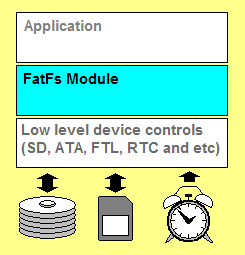 Application
FatFs Module
Low level device controls
(SD, ATA, FTL, RTC and etc)